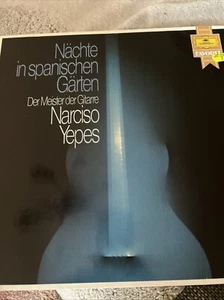 Nächte
in spanischen
Gärten
Der Meister der Gitarre
Narciso
Yepes